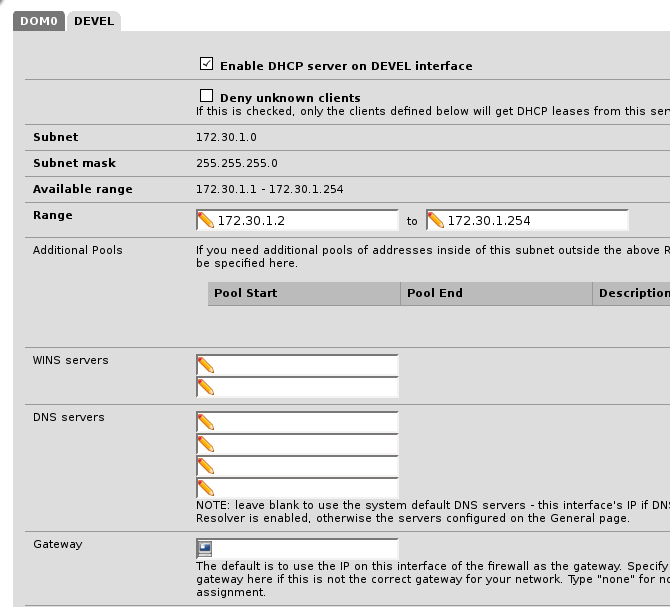 DOM0 DEVEL
Enable DHCP server on DEVEL interface
Deny unknown clients
If this is checked, only the clients defined below will get DHCP leases from this
Subnet 172.30.1.0
Subnet mask 255.255.255.0
Available range 172.30.1.1 - 172.30.1.254
Range 172.30.1.2 to 172.30.1.254
Additional Pools If you need additional pools of addresses inside of this subnet outside the above
be specified here.
Pool Start Pool End Description
WINS servers
DNS servers
NOTE: leave blank to use the system default DNS servers - this interface's IP if DNS
Resolver is enabled, otherwise the servers configured on the General page.
Gateway
The default is to use the IP on this interface of the firewall as the gateway. Specify
gateway here if this is not the correct gateway for your network. Type "none" for
assignment.